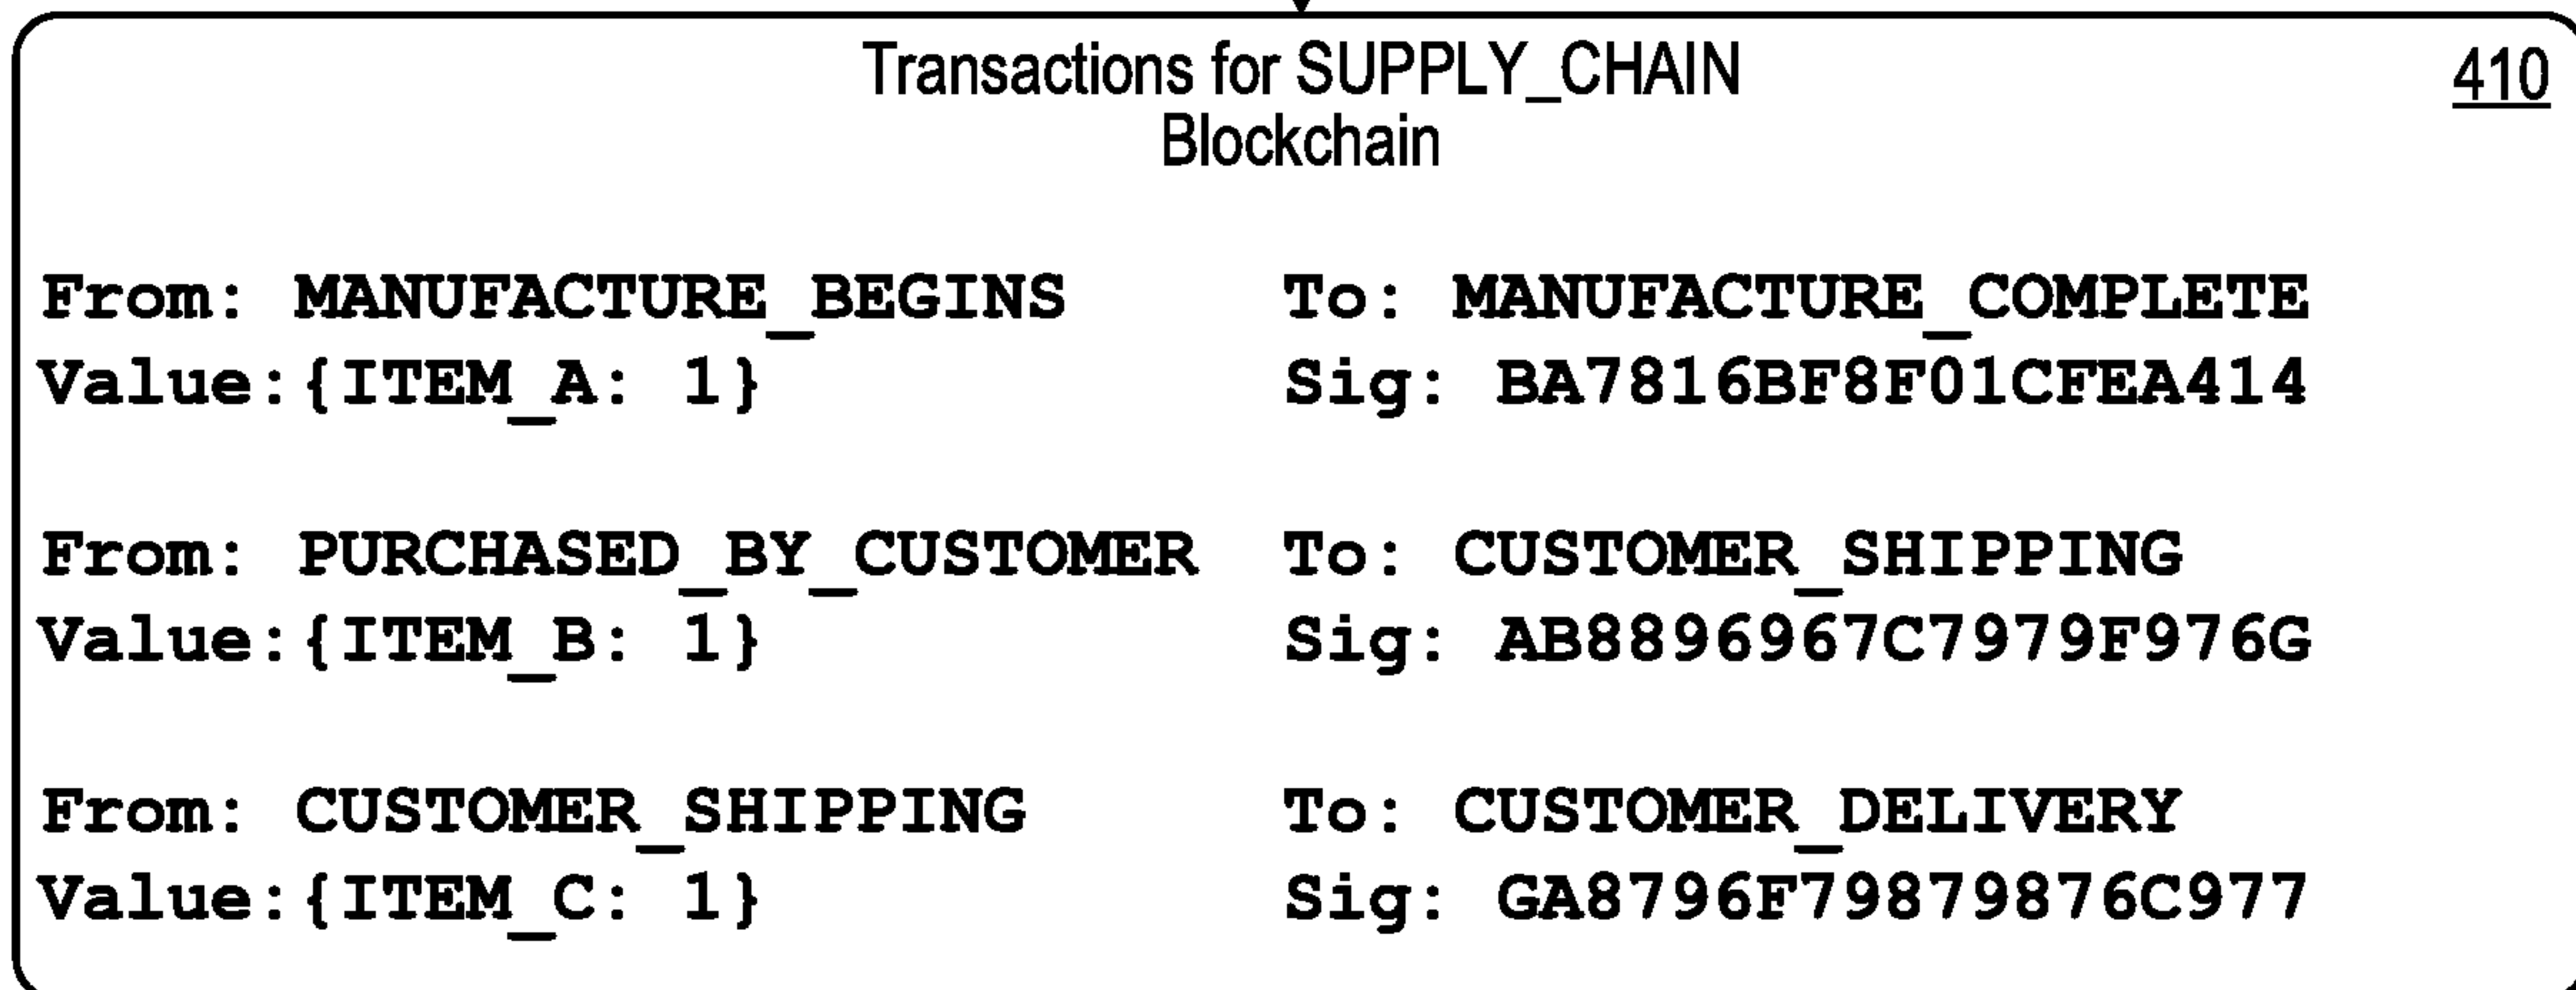 Transactions for SUPPLY_CHAIN 410
Blockchain
From: MANUFACTURE_BEGINS To: MANUFACTURE_COMPLETE
Value:{ITEM_A: 1} Sig: BA7816BF8F01CFEA414
From: PURCHASED_BY_CUSTOMER To: CUSTOMER_SHIPPING
Value:{ITEM_B: 1} Sig: AB8896967C7979F976G
From: CUSTOMER_SHIPPING To: CUSTOMER_DELIVERY
Value:{ITEM_C: 1} Sig: GA8796F79879876C977